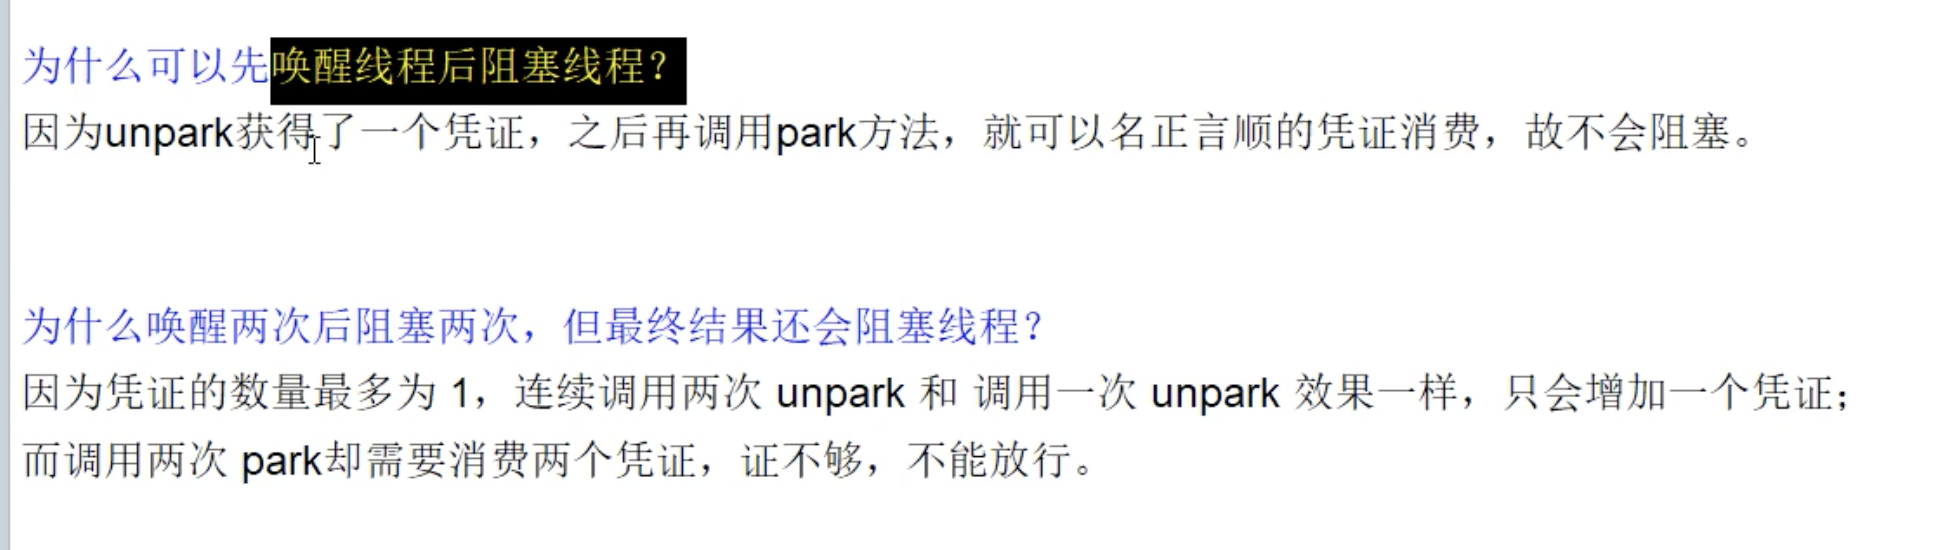 为什么可以先唤醒线程后阻塞线程?
因为unpark获得了一个凭证，之后再调用park方法，就可以名正言顺的凭证消费，故不会阻塞。
为什么唤醒两次后阻塞两次，但最终结果还会阻塞线程?
因为凭证的数量最多为 1，连续调用两次 unpark 和 调用一次 unpark 效果一样，只会增加一个凭证；
而调用两次 park却需要消费两个凭证，证不够，不能放行。